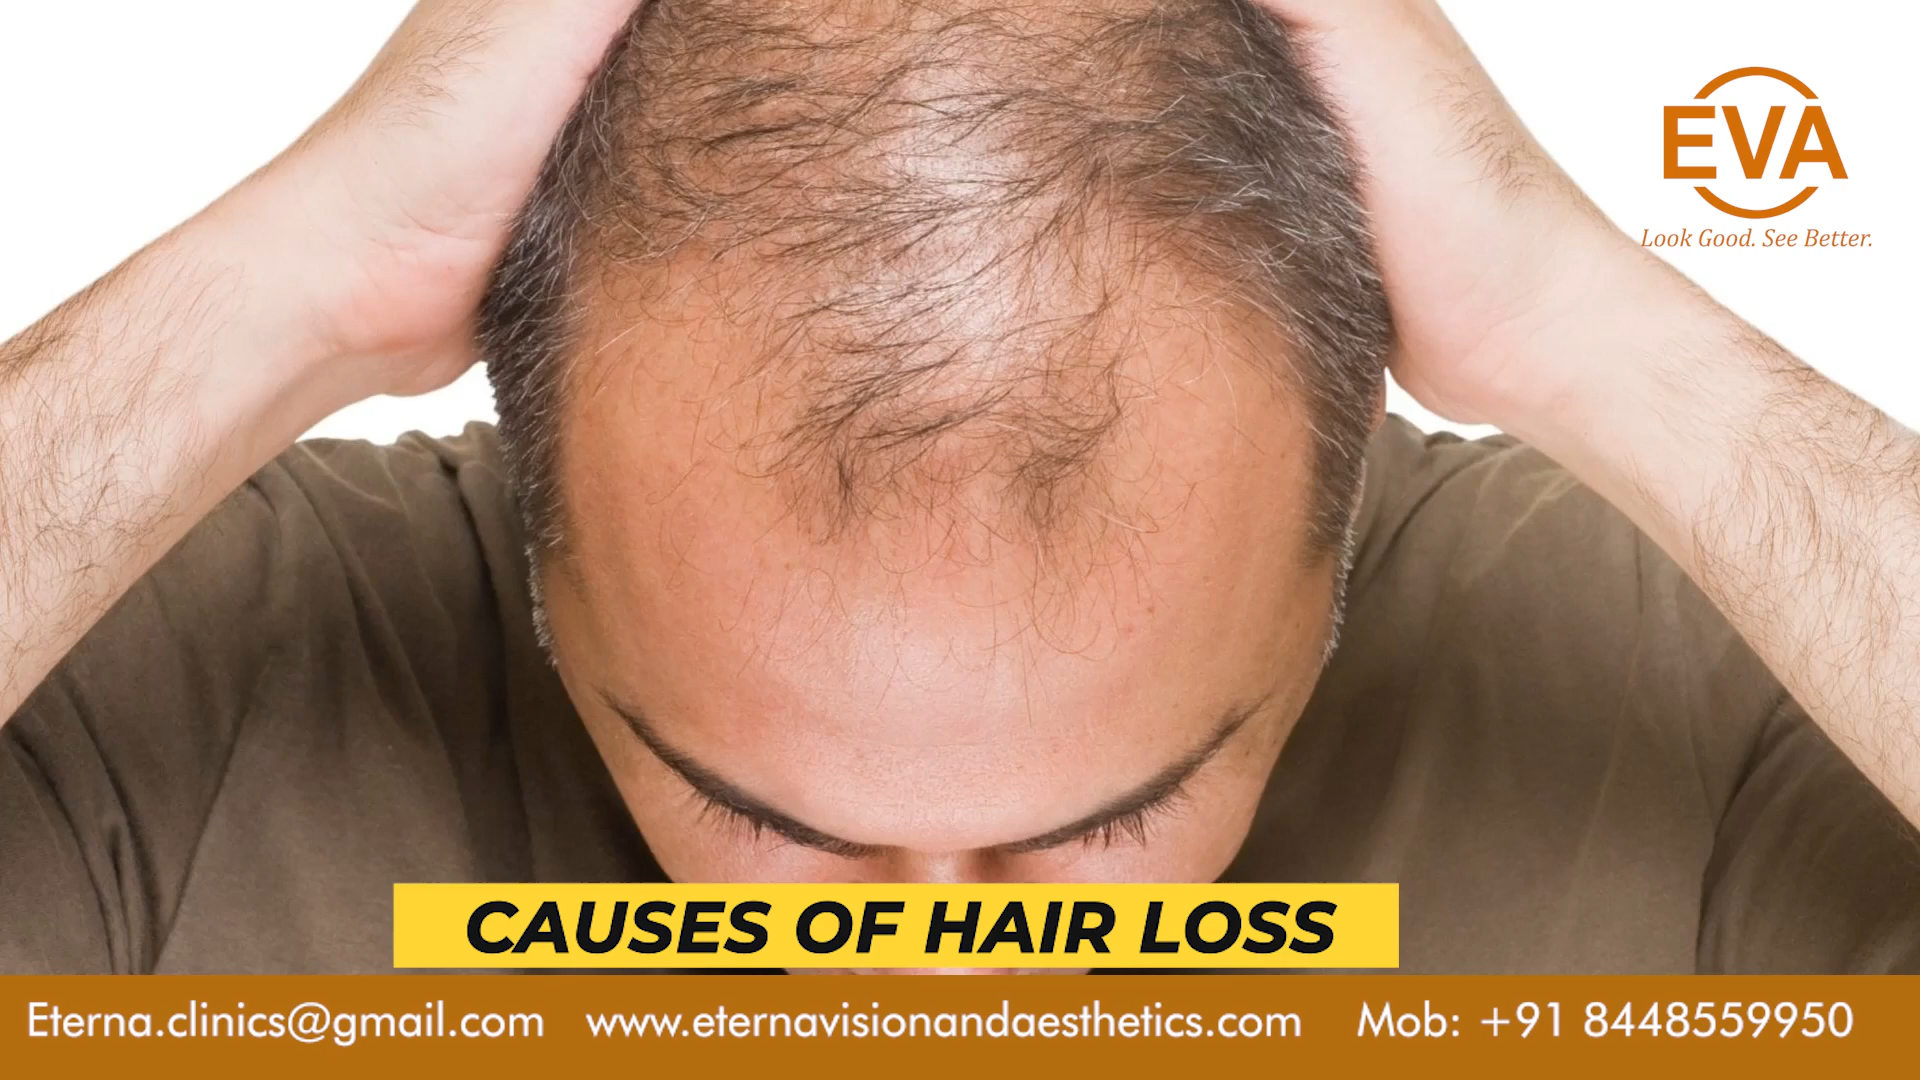 EVA
Look Good. See Better.
CAUSES OF HAIR LOSS
Eterna.clinics@gmail.com www.eternavisionandaesthetics.com Mob: +91 8448559950